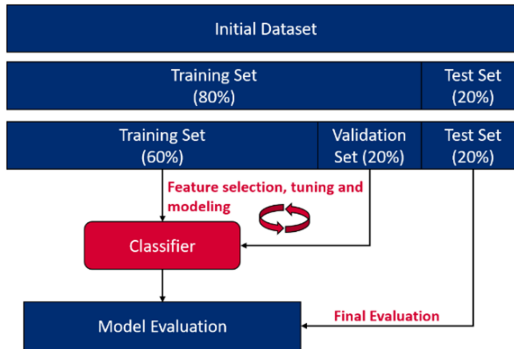 Initial Dataset
Training Set
(80%)
Test Set
(20%)
Training Set
(60%)
Validation
Set (20%)
Test Set
(20%)
Feature selection, tuning and
modeling
Classifier
Final Evaluation
Model Evaluation